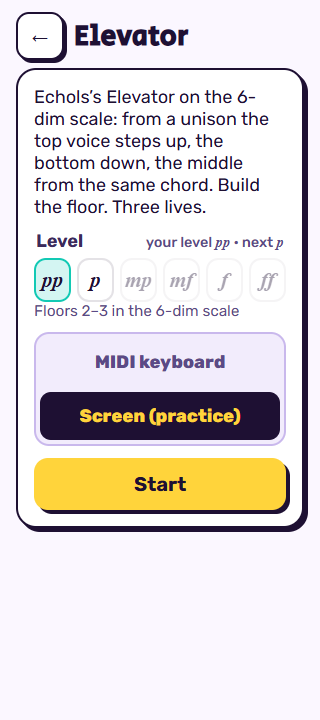 ← Elevator
Echols’s Elevator on the 6-
dim scale: from a unison the
top voice steps up, the
bottom down, the middle
from the same chord. Build
the floor. Three lives.
Level your level pp · next p
pp p mp mf f ff
Floors 2–3 in the 6-dim scale
MIDI keyboard
Screen (practice)
Start